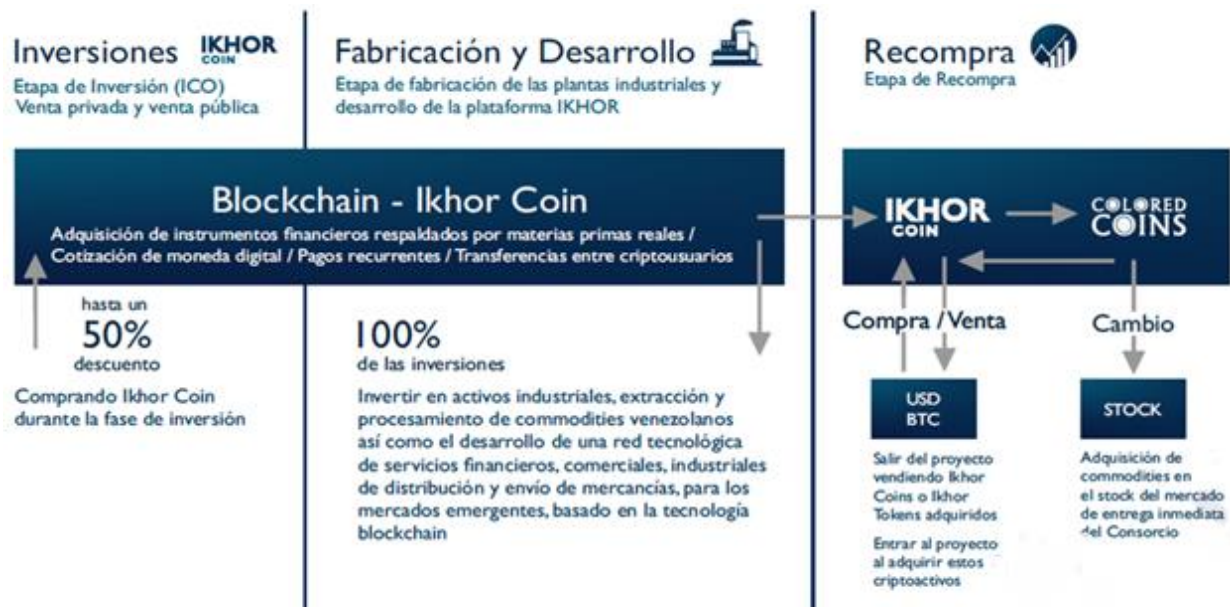 Inversiones IKHOR COIN
Etapa de Inversión (ICO)
Venta privada y venta pública
Fabricación y Desarrollo
Etapa de fabricación de las plantas industriales y
desarrollo de la plataforma IKHOR
Recompra
Etapa de Recompra
Blockchain - Ikhor Coin
Adquisición de instrumentos financieros respaldados por materias primas reales /
Cotización de moneda digital / Pagos recurrentes / Transferencias entre criptousuarios
IKHOR
COIN
COLORED
COINS
hasta un
50%
descuento
Comprando Ikhor Coin
durante la fase de inversión
100%
de las inversiones
Invertir en activos industriales, extracción y
procesamiento de commodities venezolanos
así como el desarrollo de una red tecnológica
de servicios financieros, comerciales, industriales
de distribución y envío de mercancías, para los
mercados emergentes, basado en la tecnología
blockchain
Compra / Venta
USD
BTC
Salir del proyecto
vendiendo Ikhor
Coins o Ikhor
Tokens adquiridos
Entrar al proyecto
al adquirir estos
criptoactivos
Cambio
STOCK
Adquisición de
commodities en
el stock del mercado
de entrega inmediata
del Consorcio